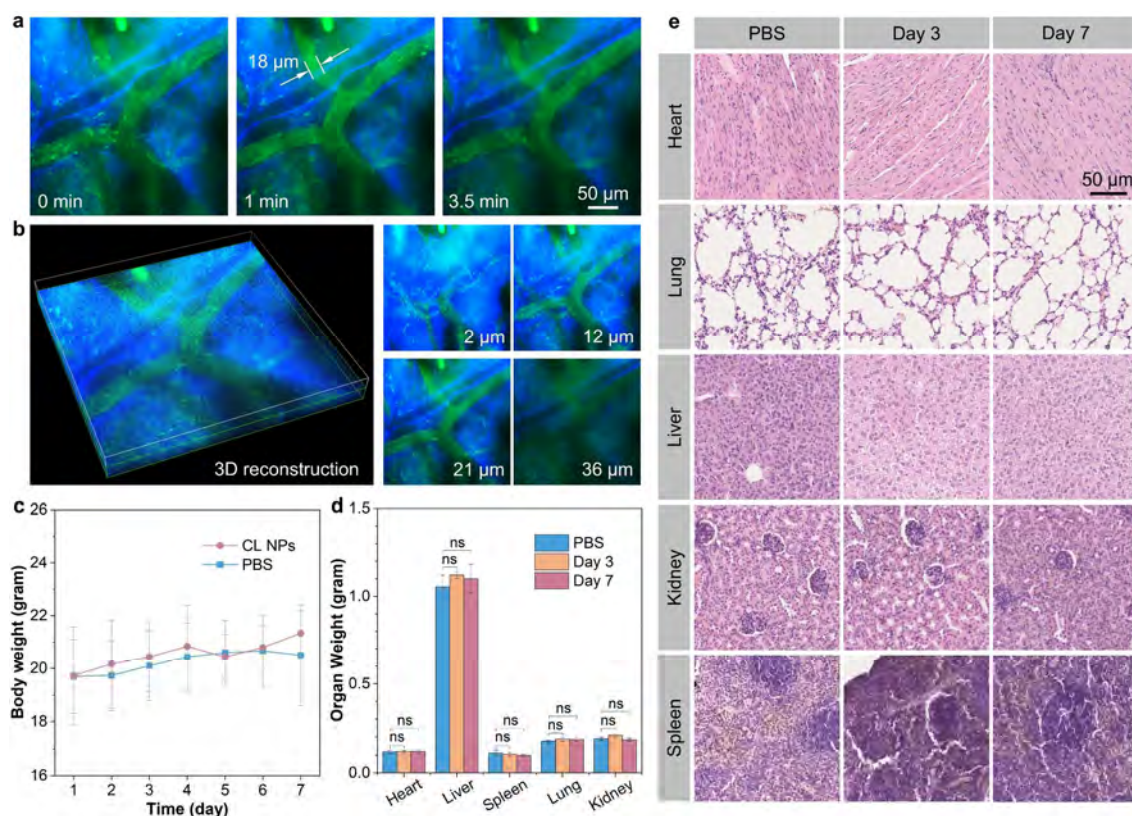 a
18 µm
0 min
1 min
3.5 min
50 µm
b
3D reconstruction
2 µm
12 µm
21 µm
36 µm
c
Body weight (gram)
26
24
22
20
18
16
CL NPs
PBS
1 2 3 4 5 6 7
Time (day)
d
Organ Weight (gram)
1.5
1.0
0.5
0.0
PBS
Day 3
Day 7
ns
ns
ns
ns
ns
ns
ns
ns
ns
ns
Heart
Liver
Spleen
Lung
Kidney
e
PBS
Day 3
Day 7
Heart
50 µm
Lung
Liver
Kidney
Spleen